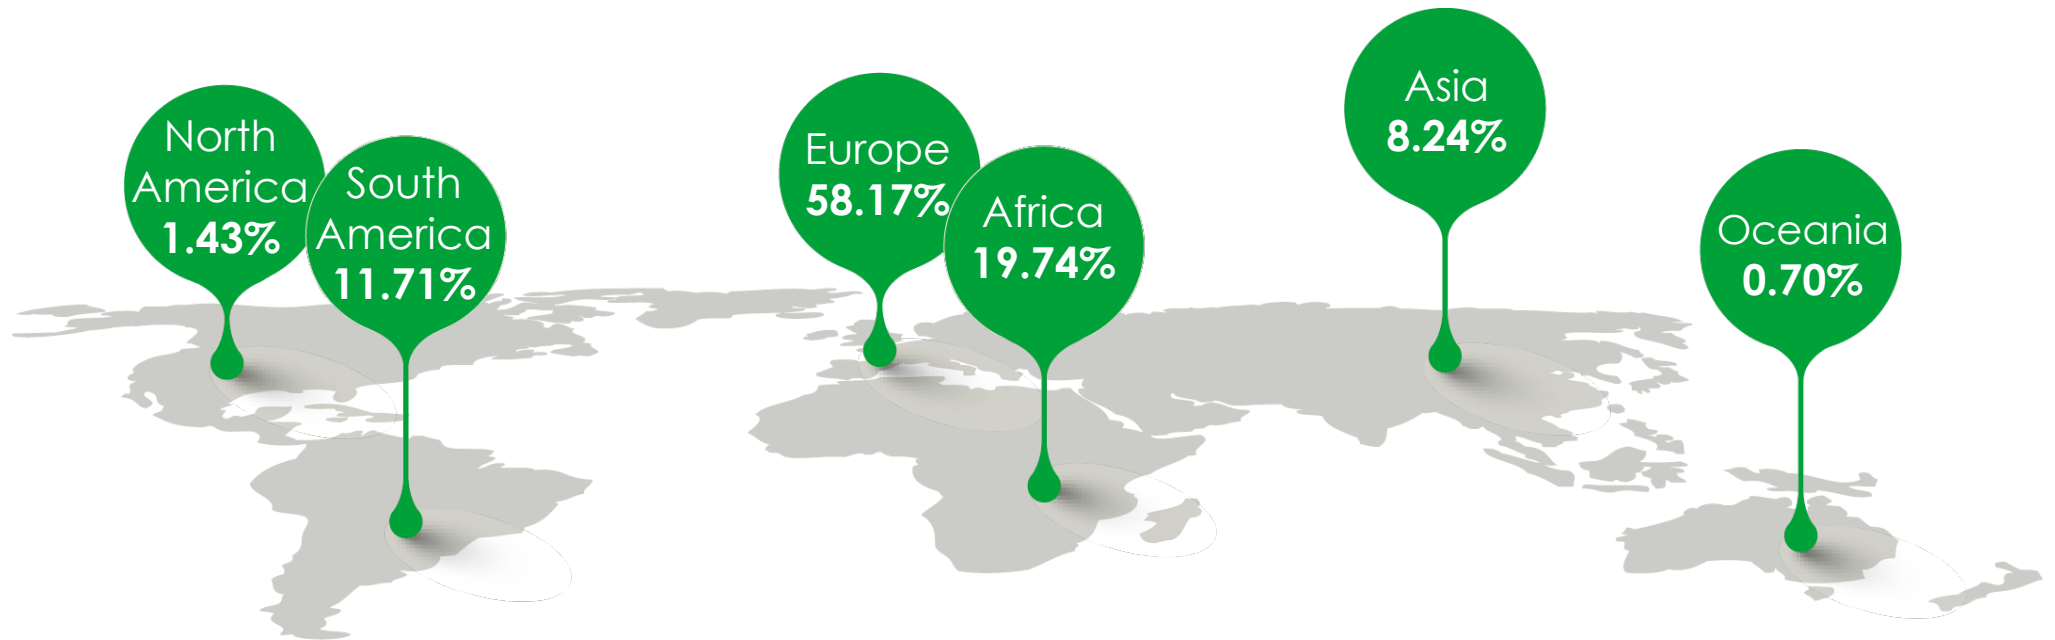 North
America
1.43%
South
America
11.71%
Europe
58.17%
Africa
19.74%
Asia
8.24%
Oceania
0.70%